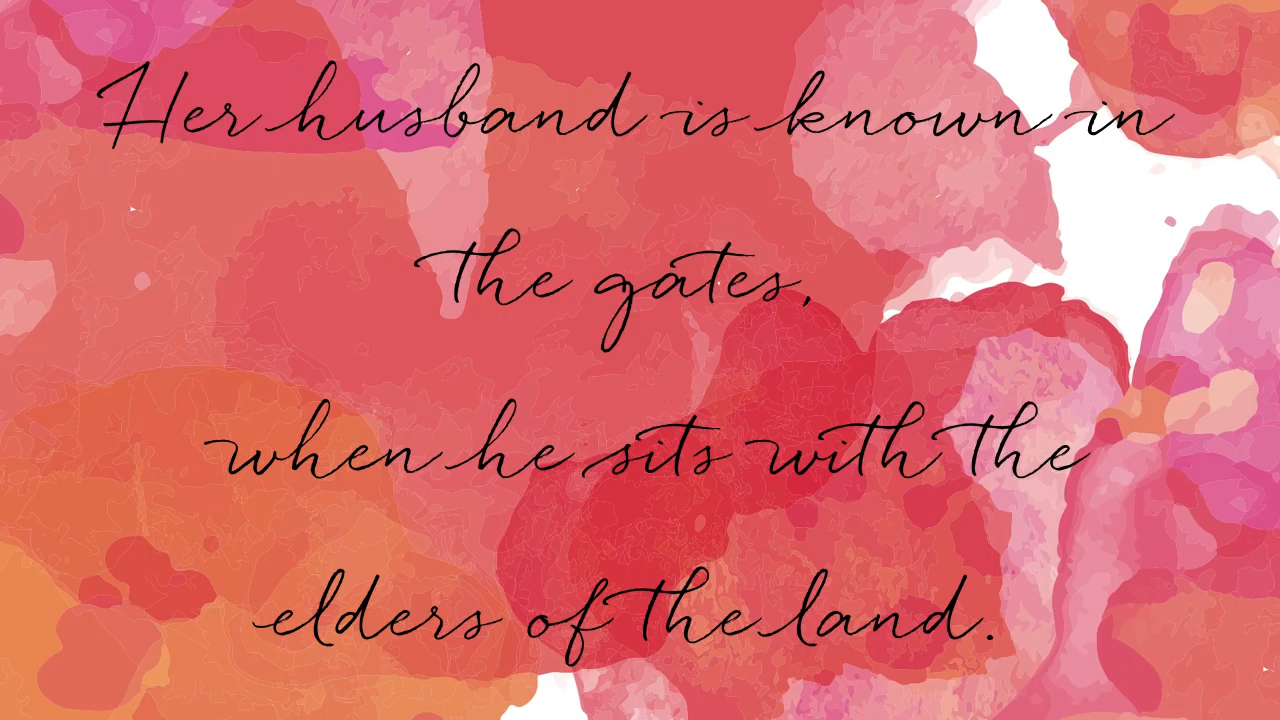 Her husband is known in
the gates,
when he sits with the
elders of the land.